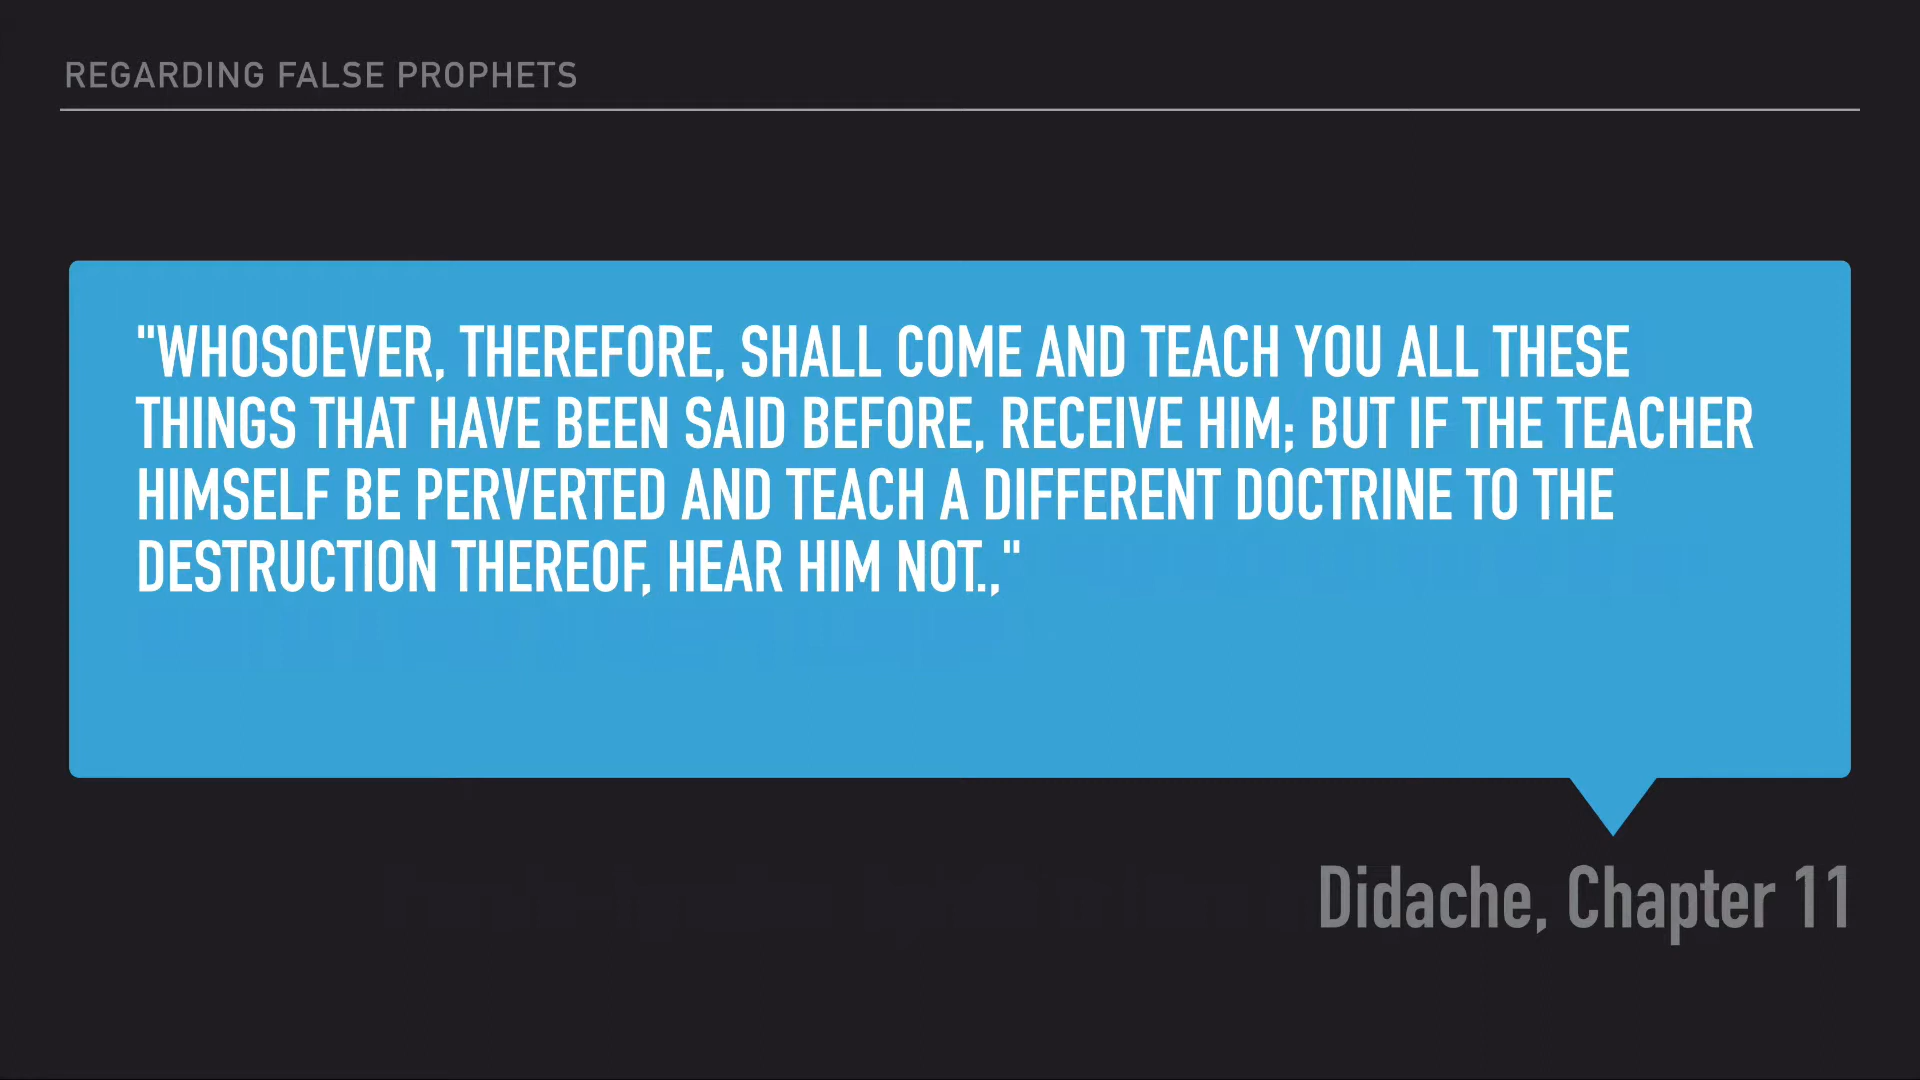 REGARDING FALSE PROPHETS
"WHOSOEVER, THEREFORE, SHALL COME AND TEACH YOU ALL THESE
THINGS THAT HAVE BEEN SAID BEFORE, RECEIVE HIM; BUT IF THE TEACHER
HIMSELF BE PERVERTED AND TEACH A DIFFERENT DOCTRINE TO THE
DESTRUCTION THEREOF, HEAR HIM NOT.,"
Didache, Chapter 11